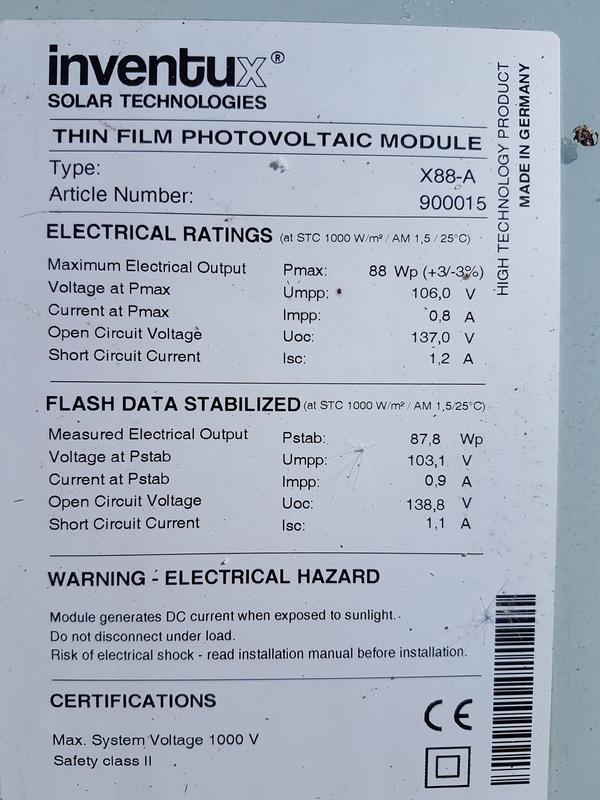 inventux®
SOLAR TECHNOLOGIES
THIN FILM PHOTOVOLTAIC MODULE
Type: X88-A
Article Number: 900015
ELECTRICAL RATINGS (at STC 1000 W/m² / AM 1,5 / 25°C)
Maximum Electrical Output Pmax: 88 Wp (+3/-3%)
Voltage at Pmax Umpp: 106,0 V
Current at Pmax Impp: 0,8 A
Open Circuit Voltage Uoc: 137,0 V
Short Circuit Current Isc: 1,2 A
FLASH DATA STABILIZED (at STC 1000 W/m² / AM 1,5/25°C)
Measured Electrical Output Pstab: 87,8 Wp
Voltage at Pstab Umpp: 103,1 V
Current at Pstab Impp: 0,9 A
Open Circuit Voltage Uoc: 138,8 V
Short Circuit Current Isc: 1,1 A
WARNING - ELECTRICAL HAZARD
Module generates DC current when exposed to sunlight.
Do not disconnect under load.
Risk of electrical shock - read installation manual before installation.
CERTIFICATIONS
Max. System Voltage 1000 V
Safety class II
CE
HIGH TECHNOLOGY PRODUCT
MADE IN GERMANY